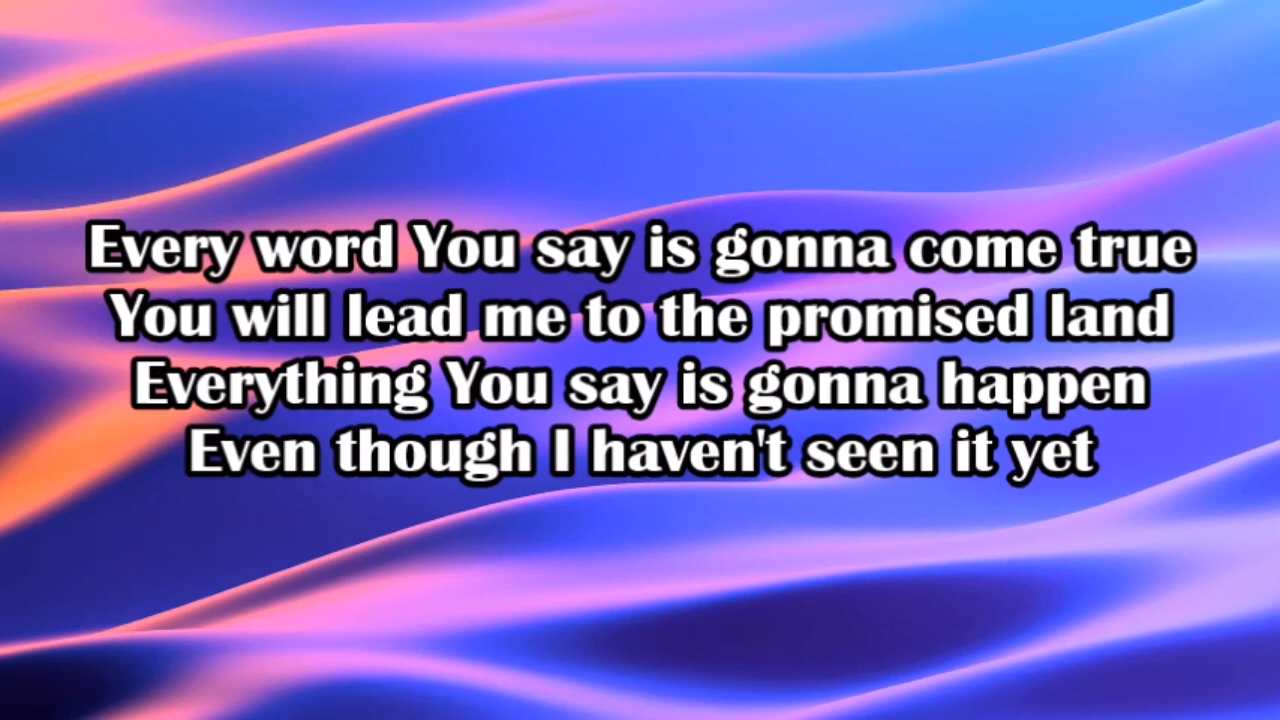 Every word You say is gonna come true
You will lead me to the promised land
Everything You say is gonna happen
Even though I haven't seen it yet